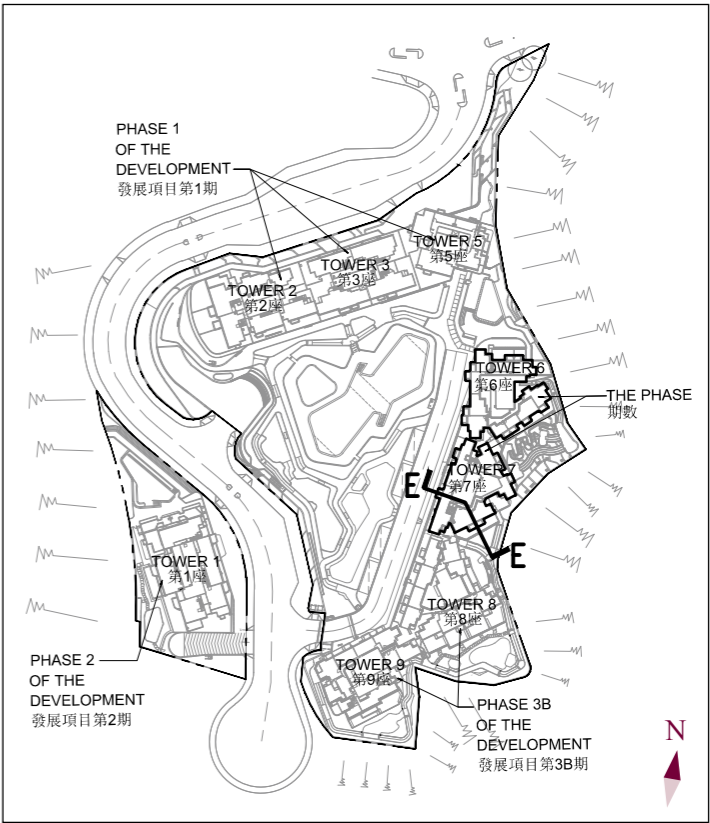 PHASE 1
OF THE
DEVELOPMENT
發展項目第1期
TOWER 5
第5座
TOWER 3
第3座
TOWER 2
第2座
TOWER 6
第6座
THE PHASE
期數
TOWER 7
第7座
E
E
TOWER 1
第1座
TOWER 8
第8座
TOWER 9
第9座
PHASE 2
OF THE
DEVELOPMENT
發展項目第2期
PHASE 3B
OF THE
DEVELOPMENT
發展項目第3B期
N